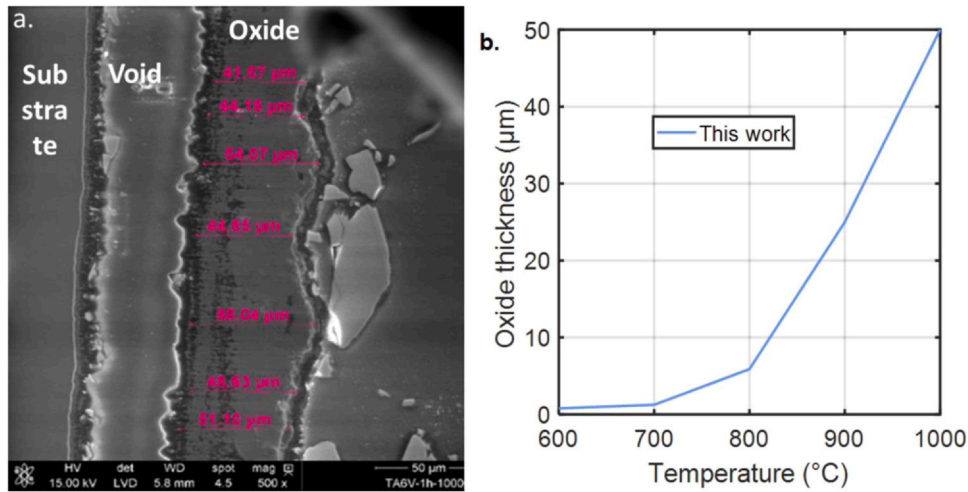 a.
Oxide
Sub
stra
te
Void
41.67 µm
44.16 µm
54.07 µm
44.65 µm
58.04 µm
48.63 µm
51.10 µm
HV det WD spot mag
15.00 kV LVD 5.8 mm 4.5 500 x
50 µm
TA6V-1h-1000
b.
Oxide thickness (µm)
50
40
30
20
10
0
This work
600 700 800 900 1000
Temperature (°C)